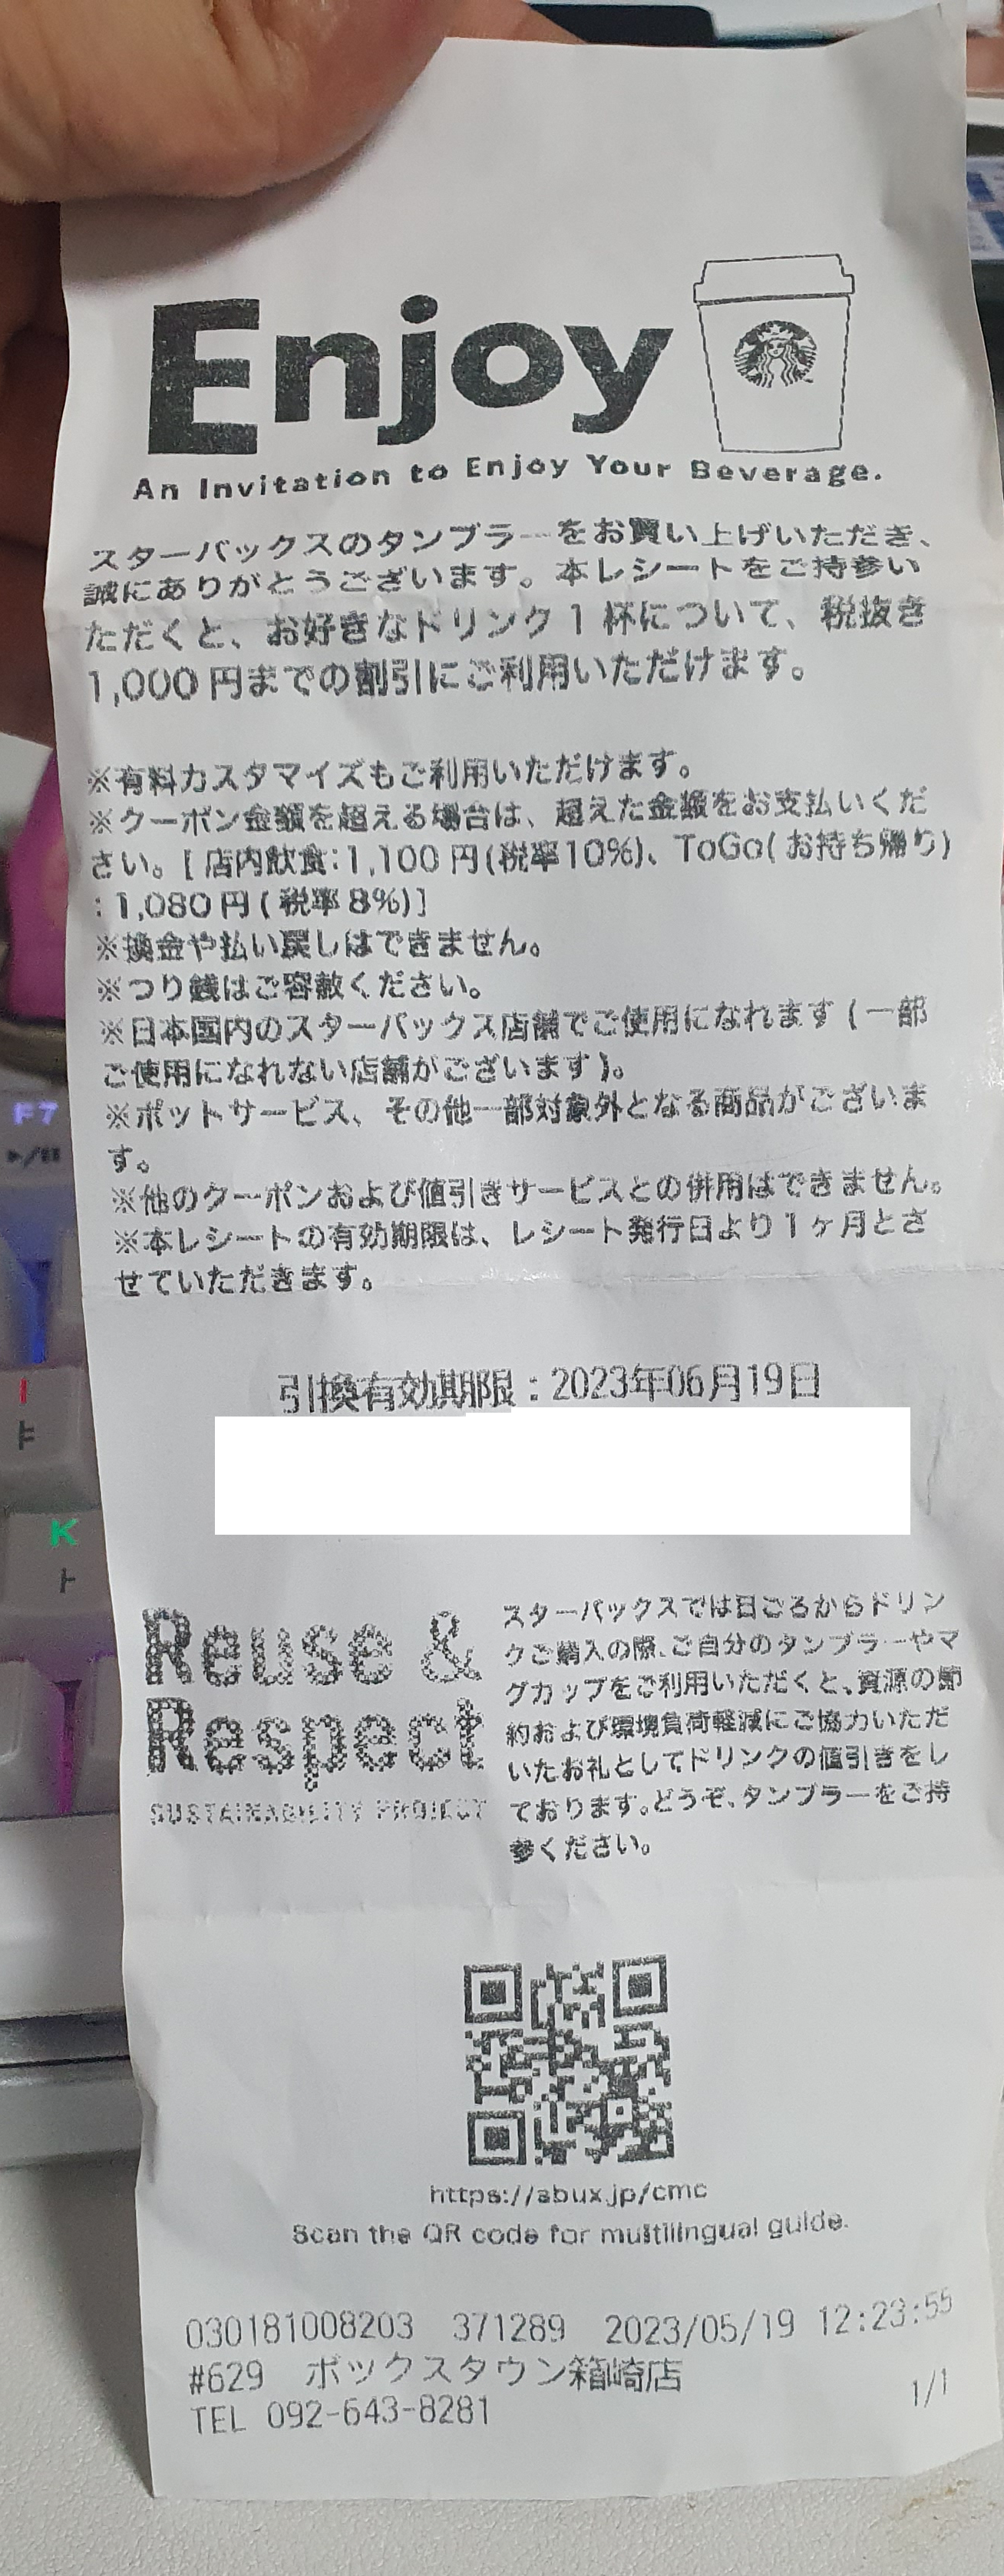 Enjoy
An Invitation to Enjoy Your Beverage.
スターバックスのタンブラーをお買い上げいただき、
誠にありがとうございます。本レシートをご持参い
ただくと、お好きなドリンク1杯について、税抜き
1,000円までの割引にご利用いただけます。
※有料カスタマイズもご利用いただけます。
※クーポン金額を超える場合は、超えた金額をお支払いくだ
さい。[店内飲食:1,100円(税率10%)、ToGo(お持ち帰り)
:1,080円(税率8%)]
※換金や払い戻しはできません。
※つり銭はご容赦ください。
※日本国内のスターバックス店舗でご使用になれます(一部
ご使用になれない店舗がございます)。
※ポットサービス、その他一部対象外となる商品がございま
す。
※他のクーポンおよび値引きサービスとの併用はできません。
※本レシートの有効期限は、レシート発行日より1ヶ月とさ
せていただきます。
引換有効期限:2023年06月19日
Reuse &
Respect
SUSTAINABILITY PROJECT
スターバックスでは日ごろからドリン
クご購入の際、ご自分のタンブラーやマ
グカップをご利用いただくと、資源の節
約および環境負荷軽減にご協力いただ
いたお礼としてドリンクの値引きをし
ております。どうぞ、タンブラーをご持
参ください。
https://sbux.jp/cmc
Scan the QR code for multilingual guide.
030181008203 371289 2023/05/19 12:23:55
#629 ボックスタウン箱崎店
1/1
TEL 092-643-8281
F7
I
ㅑ
K
ㅏ